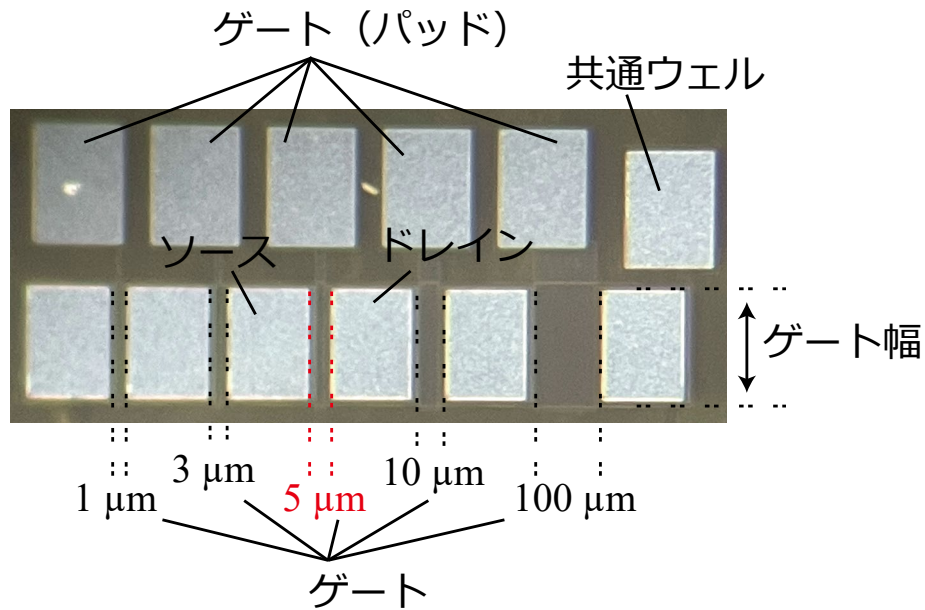 ゲート（パッド）
共通ウェル
ソース
ドレイン
ゲート幅
1 μm
3 μm
5 μm
10 μm
100 μm
ゲート